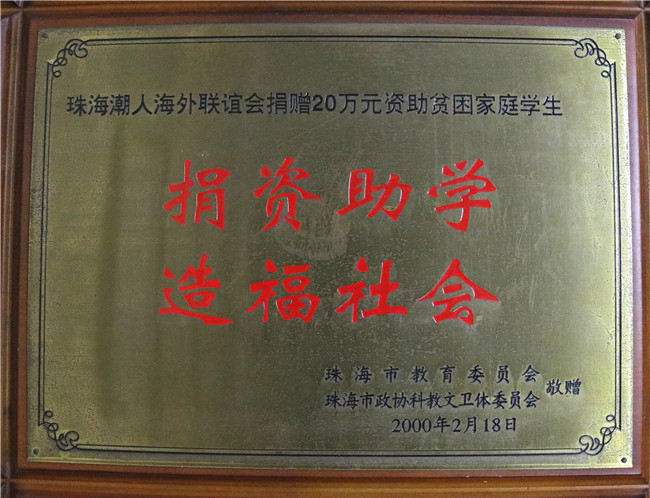 珠海潮人海外联谊会捐赠20万元资助贫困家庭学生
捐资助学
造福社会
珠海市教育委员会
珠海市政协科教文卫体委员会
敬赠
2000年2月18日